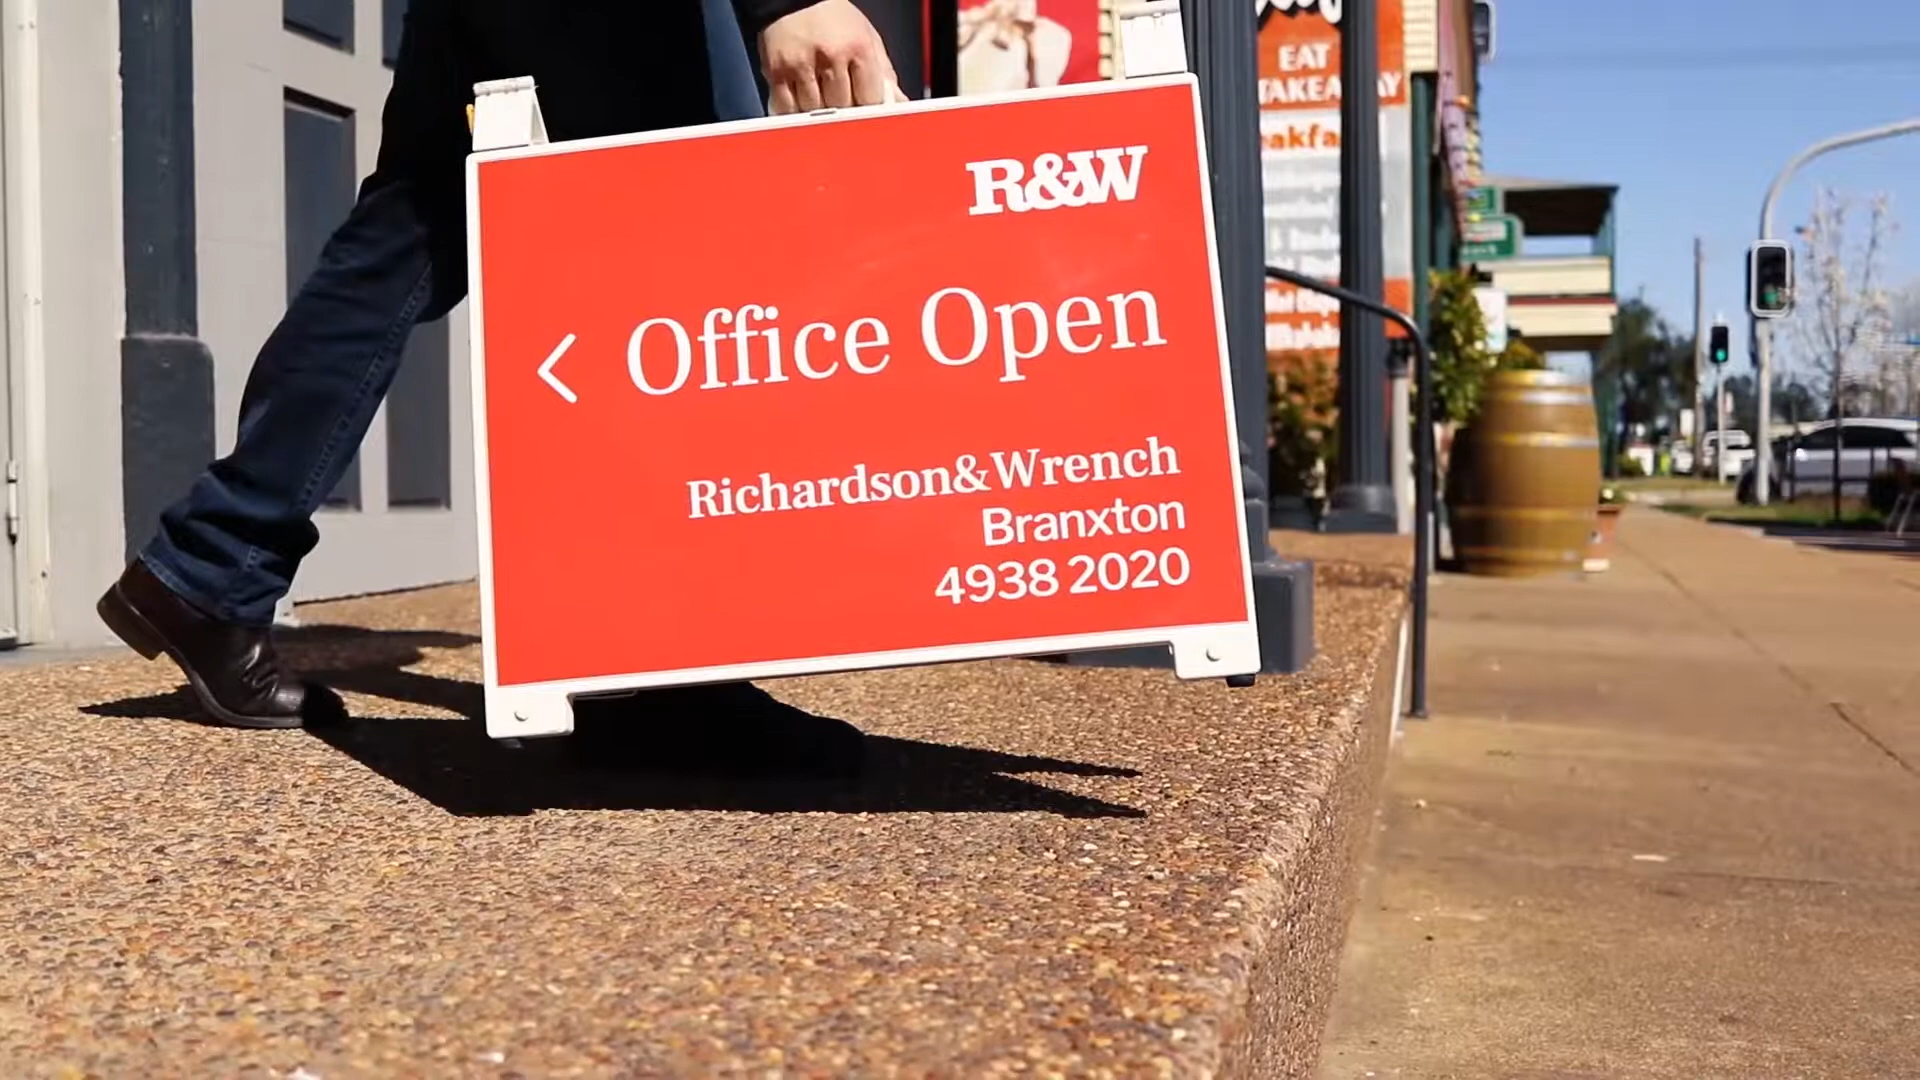 R&W
< Office Open
Richardson&Wrench
Branxton
4938 2020
EAT